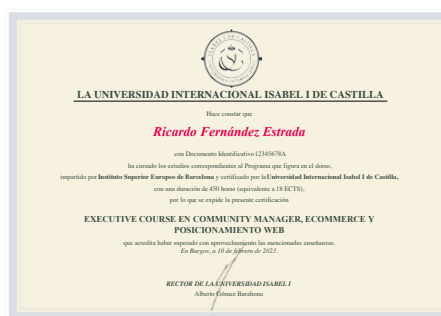 LA UNIVERSIDAD INTERNACIONAL ISABEL I DE CASTILLA
Hace constar que
Ricardo Fernández Estrada
con Documento Identificativo12345678A
ha cursado los estudios correspondientes al Programa que figura en el dorso,
impartido por Instituto Superior Europeo de Barcelona y certificado por la Universidad Internacional Isabel I de Castilla,
con una duración de 450 horas (equivalente a 18 ECTS),
por lo que se expide la presente certificación
EXECUTIVE COURSE EN COMMUNITY MANAGER, ECOMMERCE Y
POSICIONAMIENTO WEB
que acredita haber superado con aprovechamiento las mencionadas enseñanzas.
En Burgos, a 10 de febrero de 2023.
RECTOR DE LA UNIVERSIDAD ISABEL I
Alberto Gómez Barahona